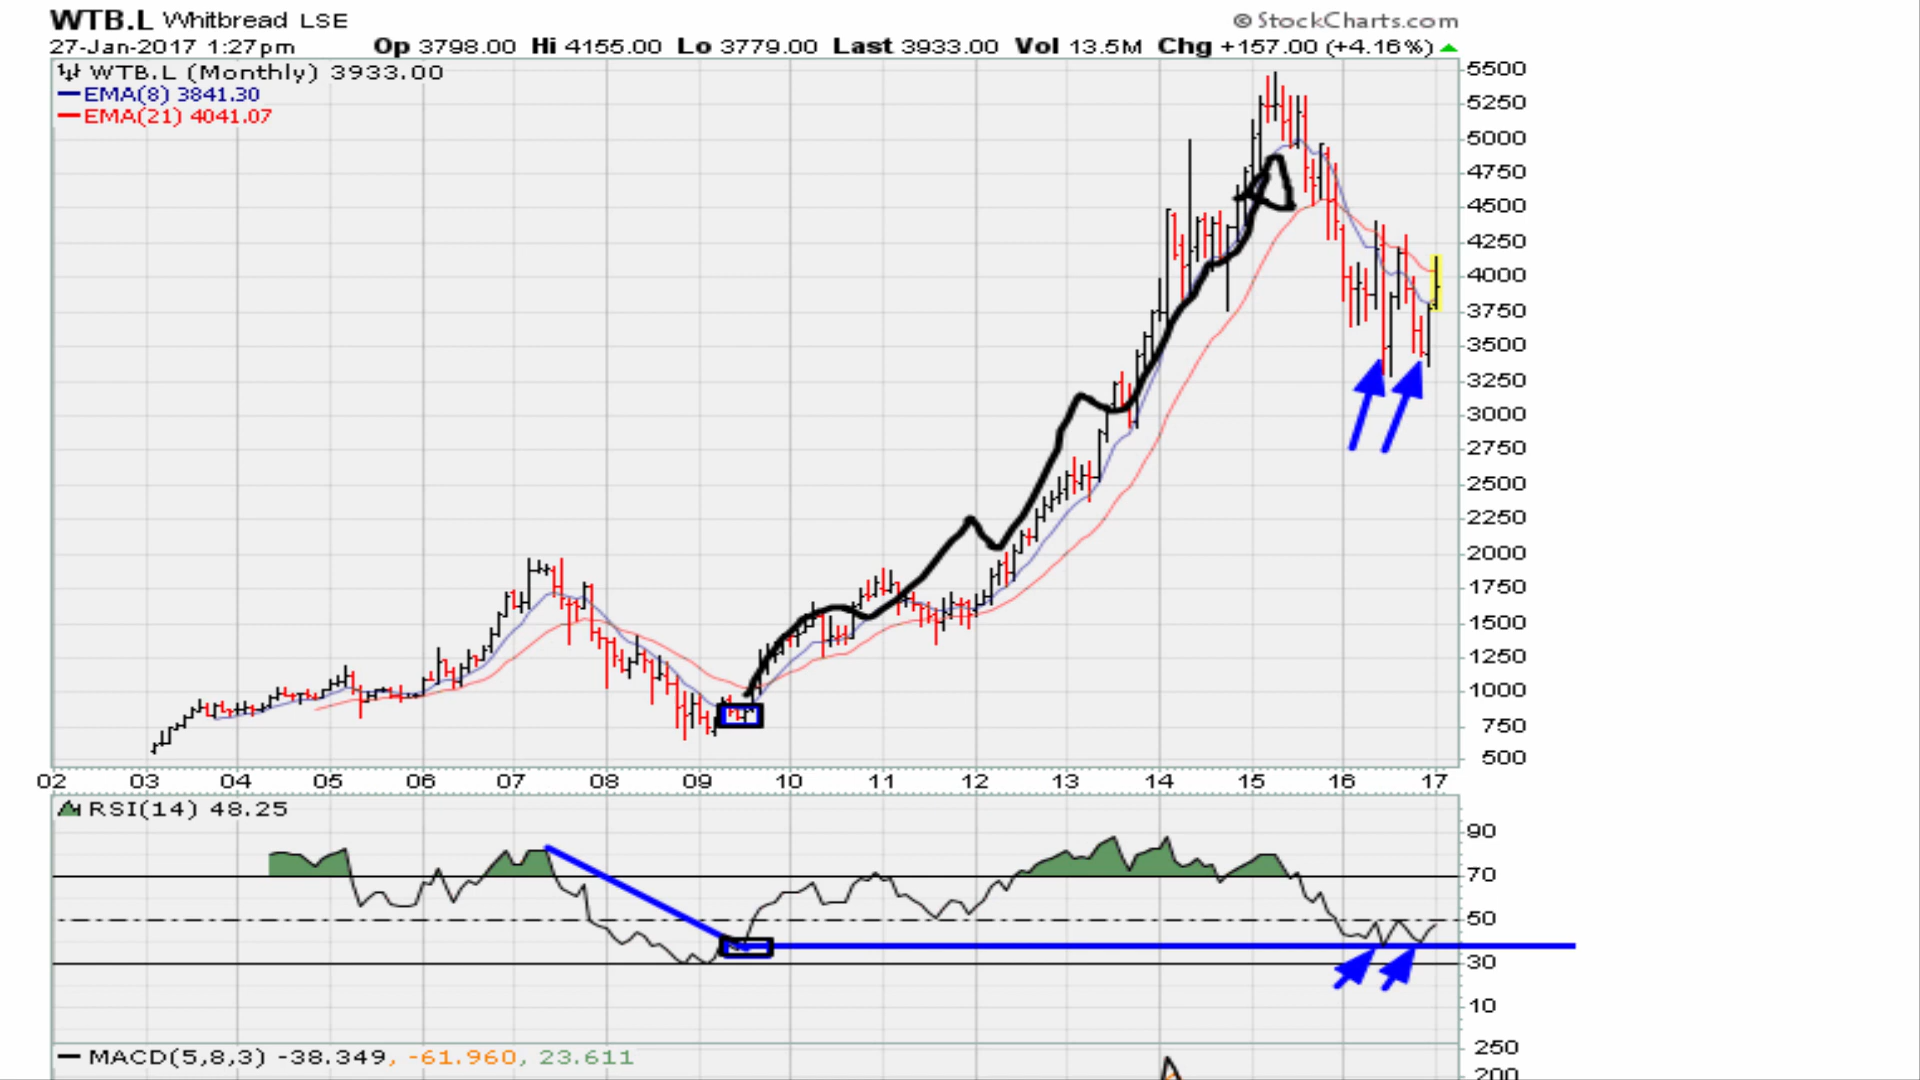 WTB.L Whitbread LSE
© StockCharts.com
27-Jan-2017 1:27pm
Op 3798.00 Hi 4155.00 Lo 3779.00 Last 3933.00 Vol 13.5M Chg +157.00 (+4.16%)
WTB.L (Monthly) 3933.00
EMA(8) 3841.30
EMA(21) 4041.07
5500
5250
5000
4750
4500
4250
4000
3750
3500
3250
3000
2750
2500
2250
2000
1750
1500
1250
1000
750
500
02 03 04 05 06 07 08 09 10 11 12 13 14 15 16 17
RSI(14) 48.25
90
70
50
30
10
MACD(5,8,3) -38.349, -61.960, 23.611
250
200